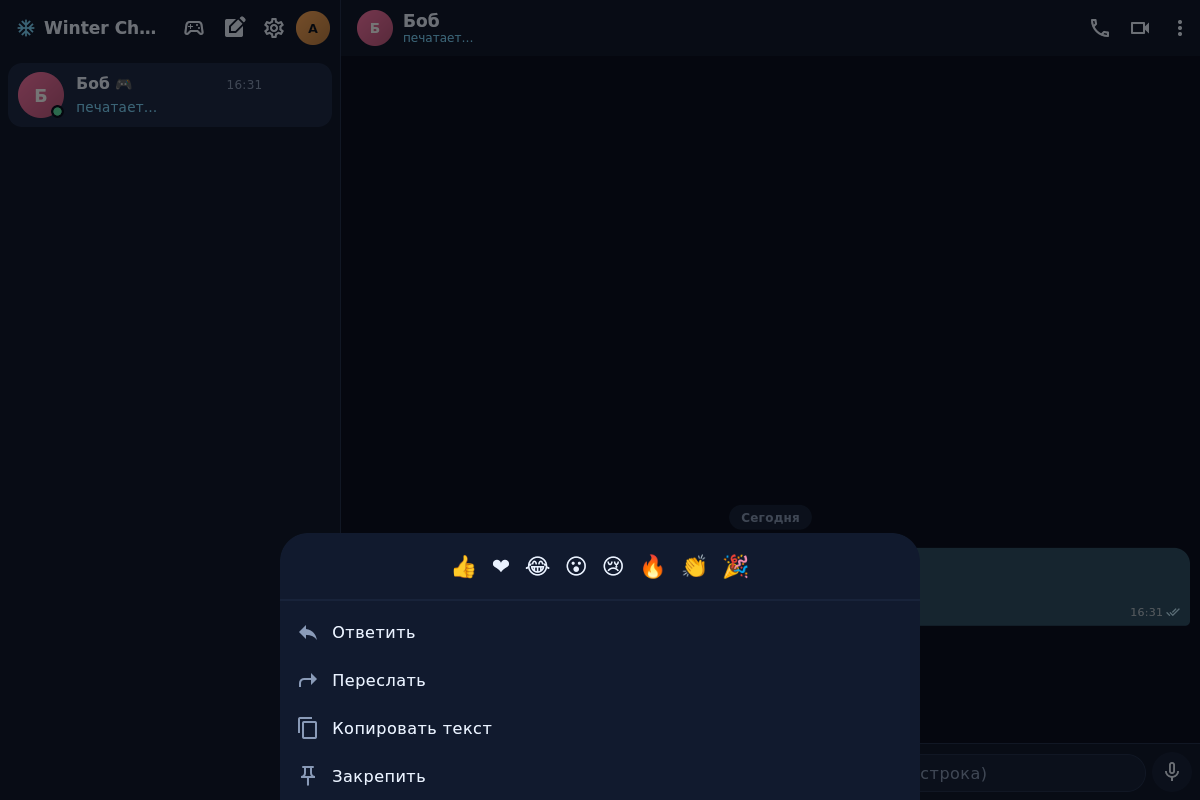 Winter Ch…
А
Б
Боб 🎮
16:31
печатает…
Б
Боб
печатает…
Сегодня
16:31
👍 ❤ 😂 😮 😢 🔥 👏 🎉
Ответить
Переслать
Копировать текст
Закрепить
строка)